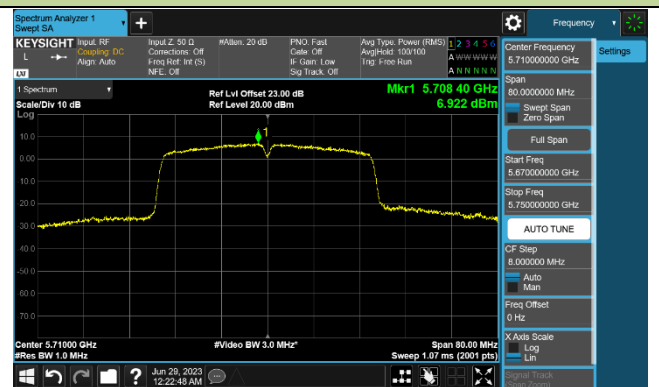 Spectrum Analyzer 1
Swept SA
+
Frequency
KEYSIGHT
L
LXI
Input: RF
Coupling: DC
Align: Auto
Input Z: 50 Ω
Corrections: Off
Freq Ref: Int (S)
NFE: Off
#Atten: 20 dB
PNO: Fast
Gate: Off
IF Gain: Low
Sig Track: Off
Avg Type: Power (RMS)
Avg|Hold: 100/100
Trig: Free Run
1 2 3 4 5 6
A W W W W W
A N N N N N
1 Spectrum
Scale/Div 10 dB
Log
Ref Lvl Offset 23.00 dB
Ref Level 20.00 dBm
Mkr1 5.708 40 GHz
6.922 dBm
1
10.0
0.00
-10.0
-20.0
-30.0
-40.0
-50.0
-60.0
-70.0
Center 5.71000 GHz
#Res BW 1.0 MHz
#Video BW 3.0 MHz*
Span 80.00 MHz
Sweep 1.07 ms (2001 pts)
Center Frequency
5.710000000 GHz
Settings
Span
80.0000000 MHz
Swept Span
Zero Span
Full Span
Start Freq
5.670000000 GHz
Stop Freq
5.750000000 GHz
AUTO TUNE
CF Step
8.000000 MHz
Auto
Man
Freq Offset
0 Hz
X Axis Scale
Log
Lin
Signal Track
(Span Zoom)
?
Jun 29, 2023
12:22:48 AM